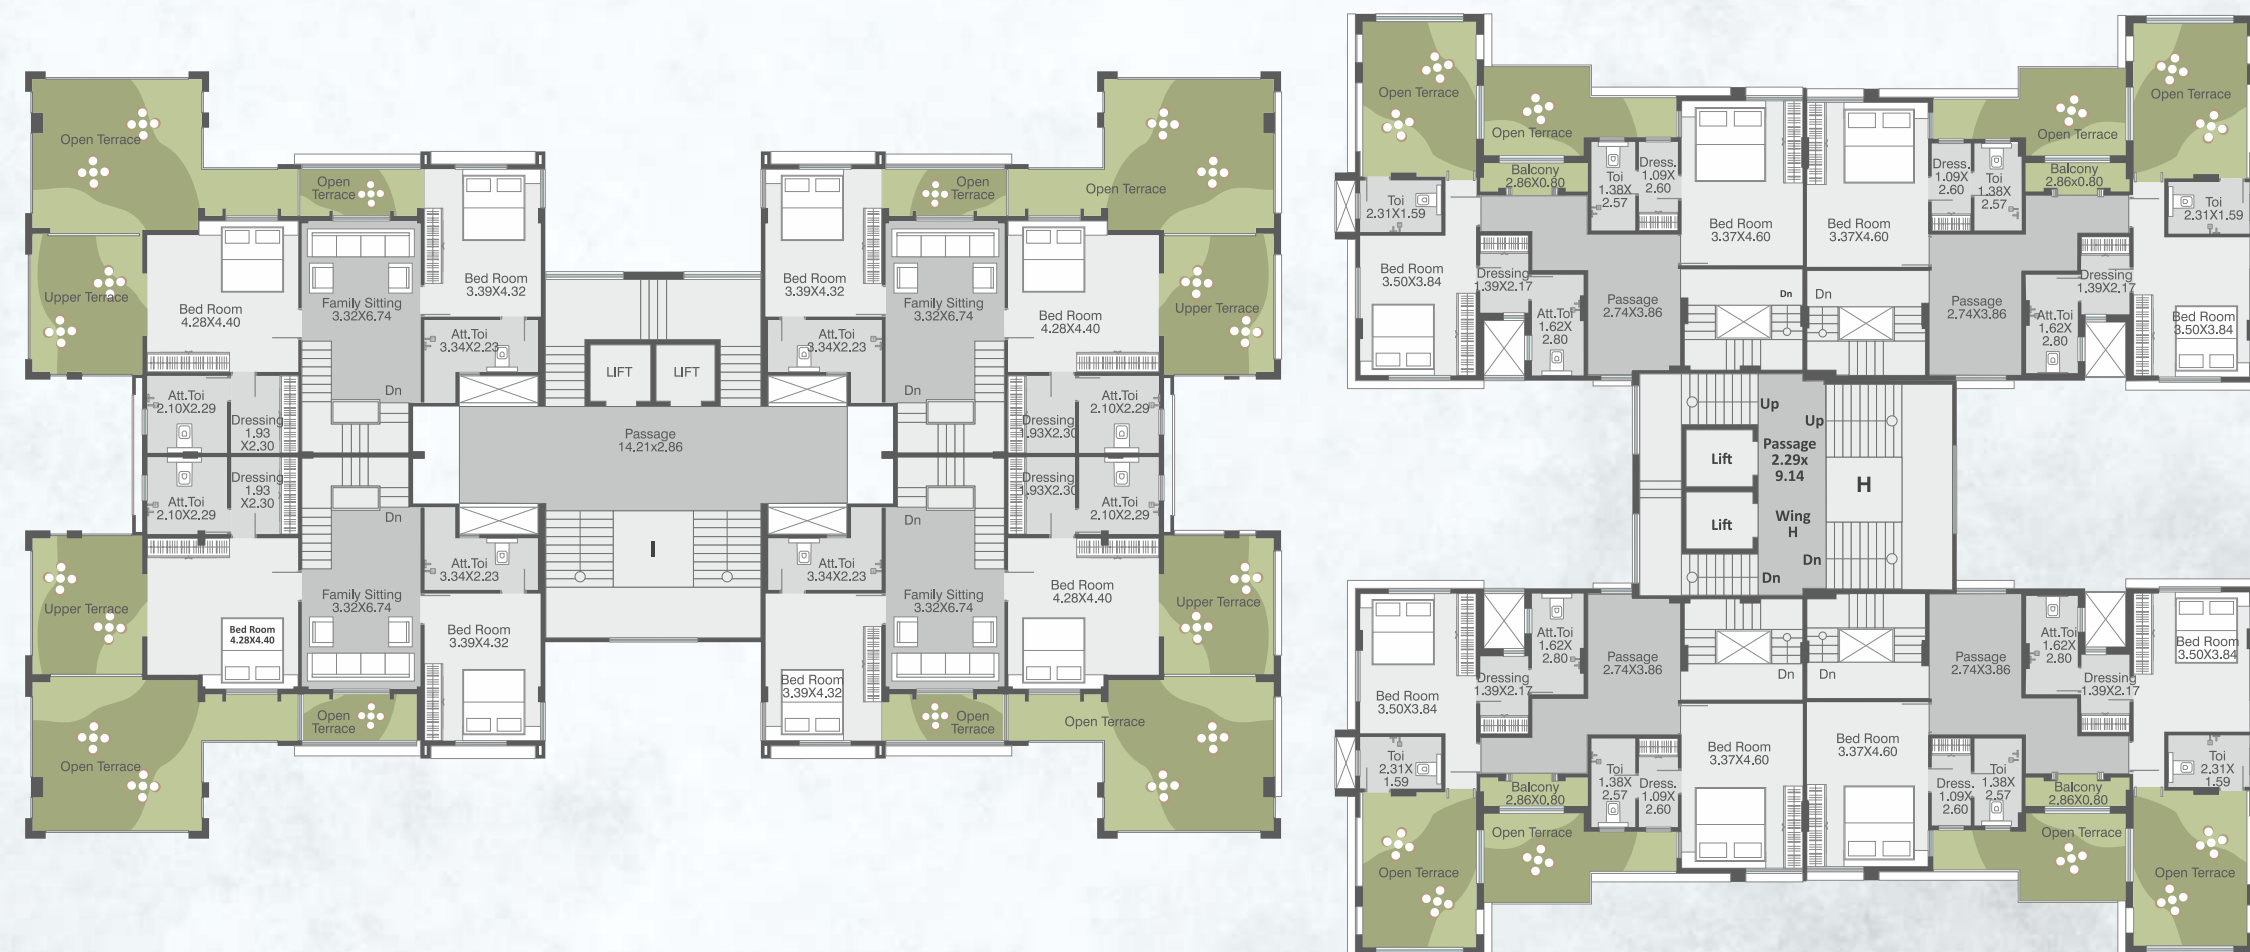 Open Terrace
Open
Terrace
Upper Terrace
Bed Room
4.28X4.40
Family Sitting
3.32X6.74
Bed Room
3.39X4.32
Att.Toi
3.34X2.23
Dn
Att.Toi
2.10X2.29
Dressing
1.93
X2.30
Open
Terrace
Open Terrace
Bed Room
3.39X4.32
Family Sitting
3.32X6.74
Bed Room
4.28X4.40
Upper Terrace
Att.Toi
3.34X2.23
Dn
Dressing
1.93X2.30
Att.Toi
2.10X2.29
LIFT
LIFT
Passage
14.21x2.86
I
Att.Toi
2.10X2.29
Dressing
1.93
X2.30
Dn
Att.Toi
3.34X2.23
Upper Terrace
Bed Room
4.28X4.40
Family Sitting
3.32X6.74
Bed Room
3.39X4.32
Open Terrace
Open
Terrace
Dressing
1.93X2.30
Att.Toi
2.10X2.29
Dn
Att.Toi
3.34X2.23
Family Sitting
3.32X6.74
Bed Room
4.28X4.40
Upper Terrace
Bed Room
3.39X4.32
Open
Terrace
Open Terrace
Open Terrace
Open Terrace
Balcony
2.86X0.80
Toi
1.38X
2.57
Dress.
1.09X
2.60
Bed Room
3.37X4.60
Toi
2.31X1.59
Bed Room
3.50X3.84
Dressing
1.39X2.17
Att.Toi
1.62X
2.80
Passage
2.74X3.86
Dn
Open Terrace
Open Terrace
Balcony
2.86x0.80
Dress.
1.09X
2.60
Toi
1.38X
2.57
Bed Room
3.37X4.60
Toi
2.31X1.59
Dressing
1.39X2.17
Bed Room
3.50X3.84
Att.Toi
1.62X
2.80
Passage
2.74X3.86
Dn
Up
Up
Passage
2.29x
9.14
Lift
Lift
Wing
H
H
Dn
Dn
Att.Toi
1.62X
2.80
Passage
2.74X3.86
Dn
Dressing
1.39X2.17
Bed Room
3.50X3.84
Toi
2.31X
1.59
Bed Room
3.37X4.60
Toi
1.38X
2.57
Dress.
1.09X
2.60
Balcony
2.86X0.80
Open Terrace
Open Terrace
Dn
Passage
2.74X3.86
Att.Toi
1.62X
2.80
Bed Room
3.50X3.84
Dressing
1.39X2.17
Bed Room
3.37X4.60
Dress.
1.09X
2.60
Toi
1.38X
2.57
Toi
2.31X
1.59
Balcony
2.86X0.80
Open Terrace
Open Terrace